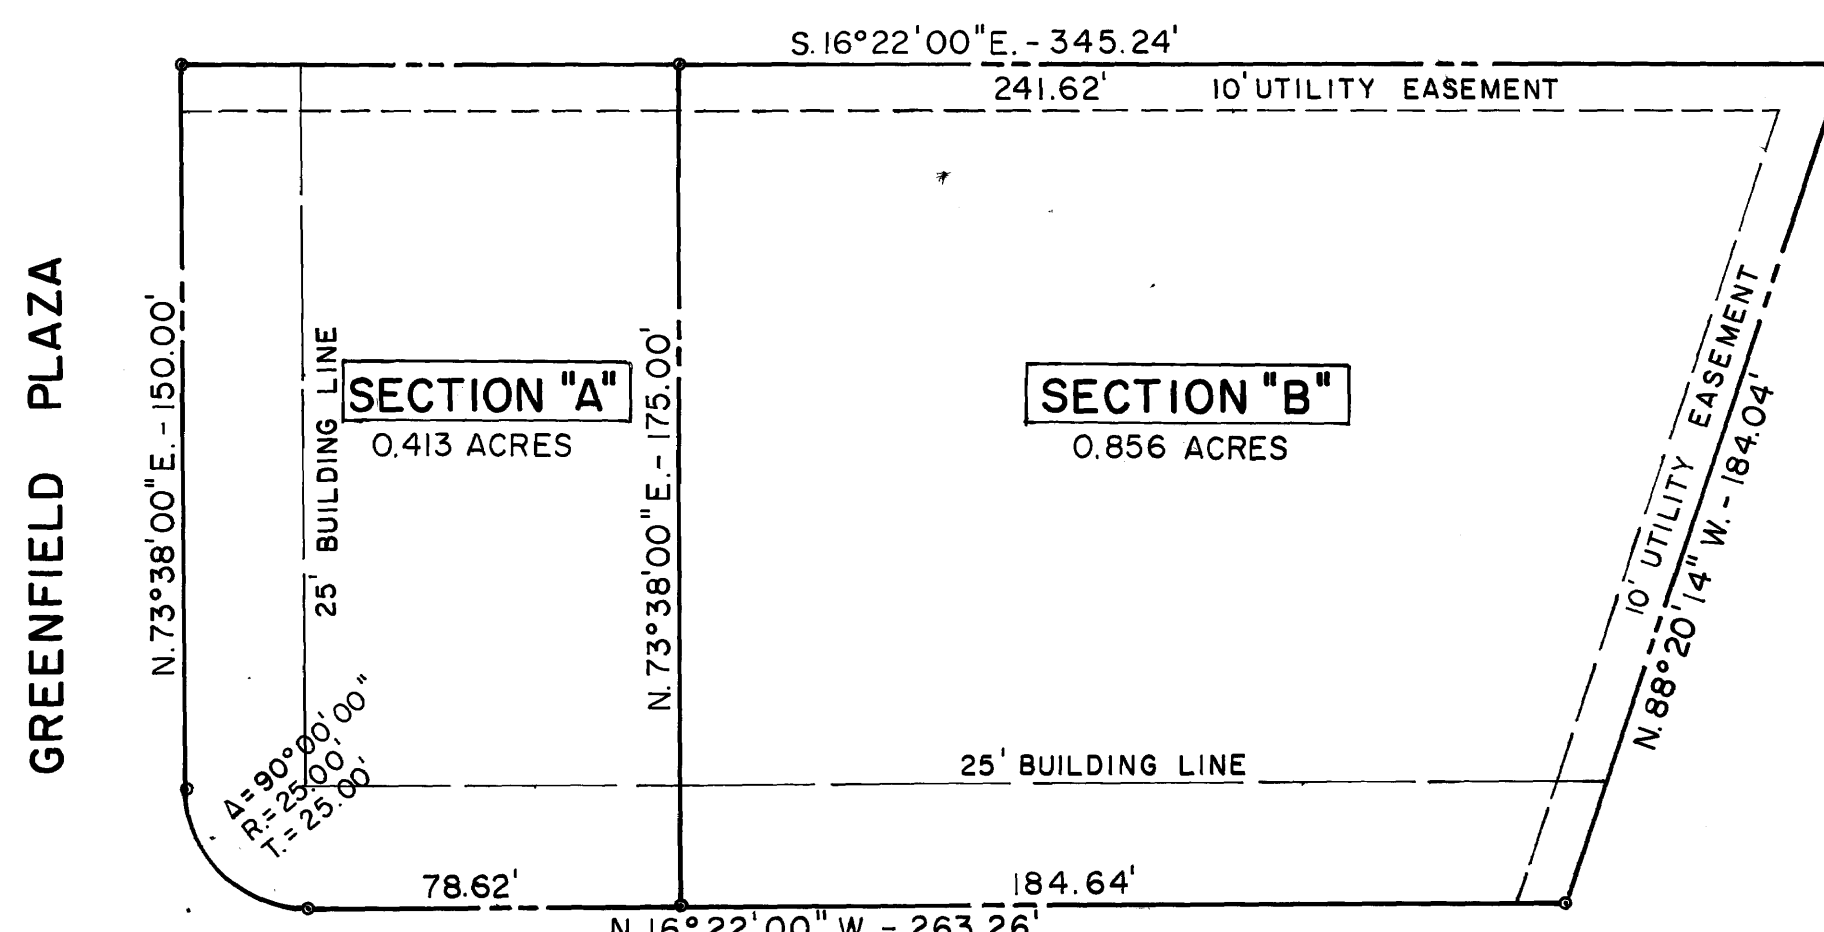 S. 16°22'00"E. - 345.24'
241.62'
10' UTILITY EASEMENT
GREENFIELD PLAZA
N. 73°38'00"E. - 150.00'
25' BUILDING LINE
SECTION "A"
0.413 ACRES
N. 73°38'00"E. - 175.00'
SECTION "B"
0.856 ACRES
10' UTILITY EASEMENT
N. 88°20'14" W. - 184.04'
Δ = 90°00'00"
R. = 25.00'
T. = 25.00'
25' BUILDING LINE
78.62'
184.64'
N. 16°22'00" W. - 263.26'